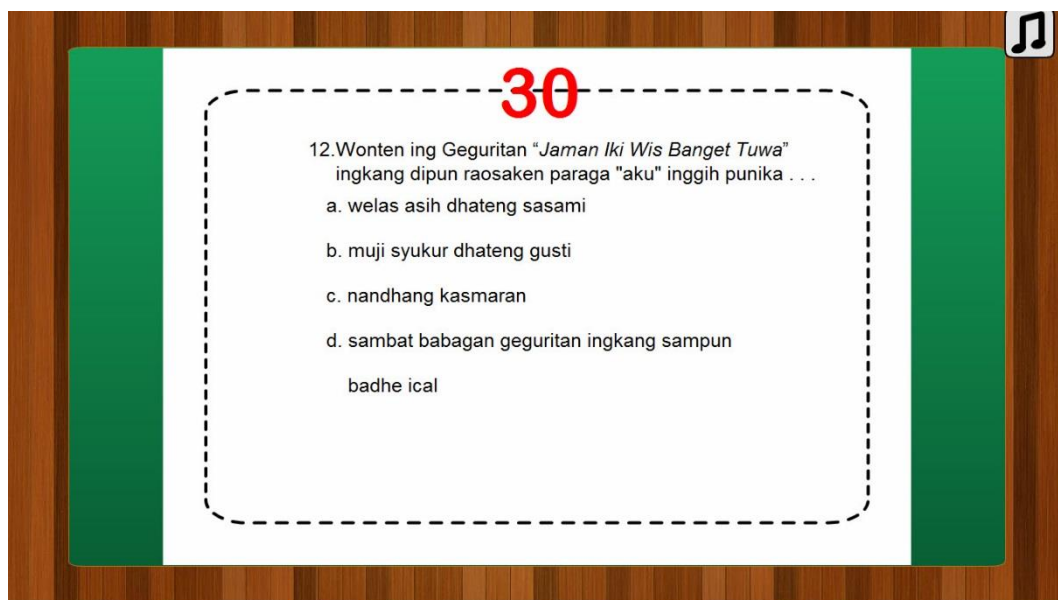 30
12.Wonten ing Geguritan “Jaman Iki Wis Banget Tuwa”
ingkang dipun raosaken paraga "aku" inggih punika . . .
a. welas asih dhateng sasami
b. muji syukur dhateng gusti
c. nandhang kasmaran
d. sambat babagan geguritan ingkang sampun
badhe ical